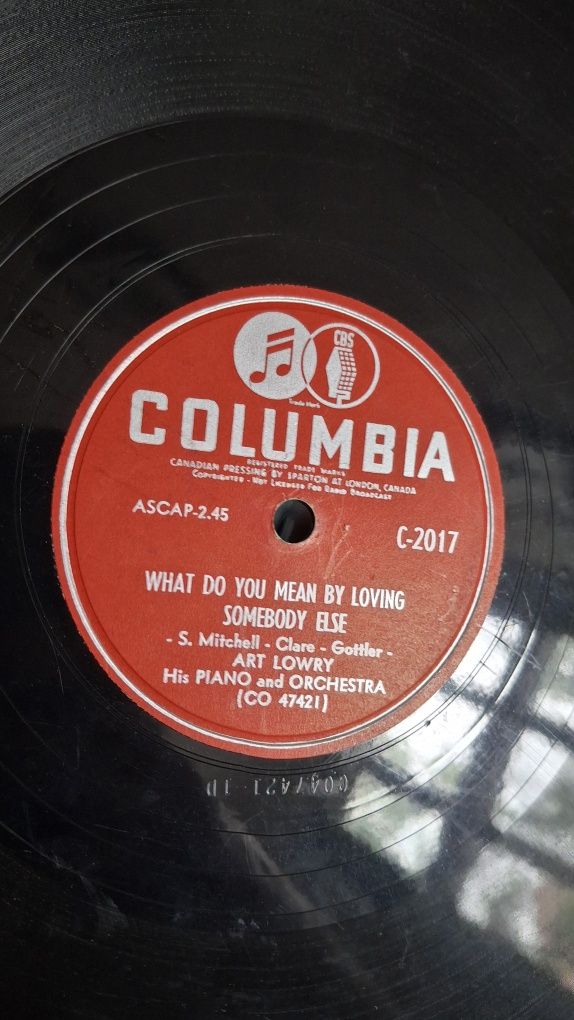 CBS
Trade Mark
COLUMBIA
REGISTERED TRADE MARKS
CANADIAN PRESSING BY SPARTON AT LONDON, CANADA
COPYRIGHTED - NOT LICENSED FOR RADIO BROADCAST
ASCAP-2.45
C-2017
WHAT DO YOU MEAN BY LOVING
SOMEBODY ELSE
- S. Mitchell - Clare - Gottler -
ART LOWRY
His PIANO and ORCHESTRA
(CO 47421)
CO47421 1D